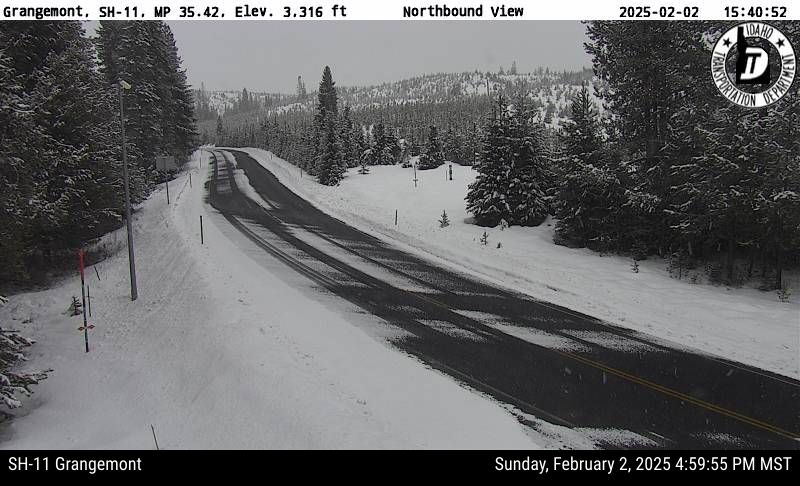 Grangemont, SH-11, MP 35.42, Elev. 3,316 ft Northbound View 2025-02-02 15:40:52
IDAHO
TRANSPORTATION DEPARTMENT
SH-11 Grangemont Sunday, February 2, 2025 4:59:55 PM MST